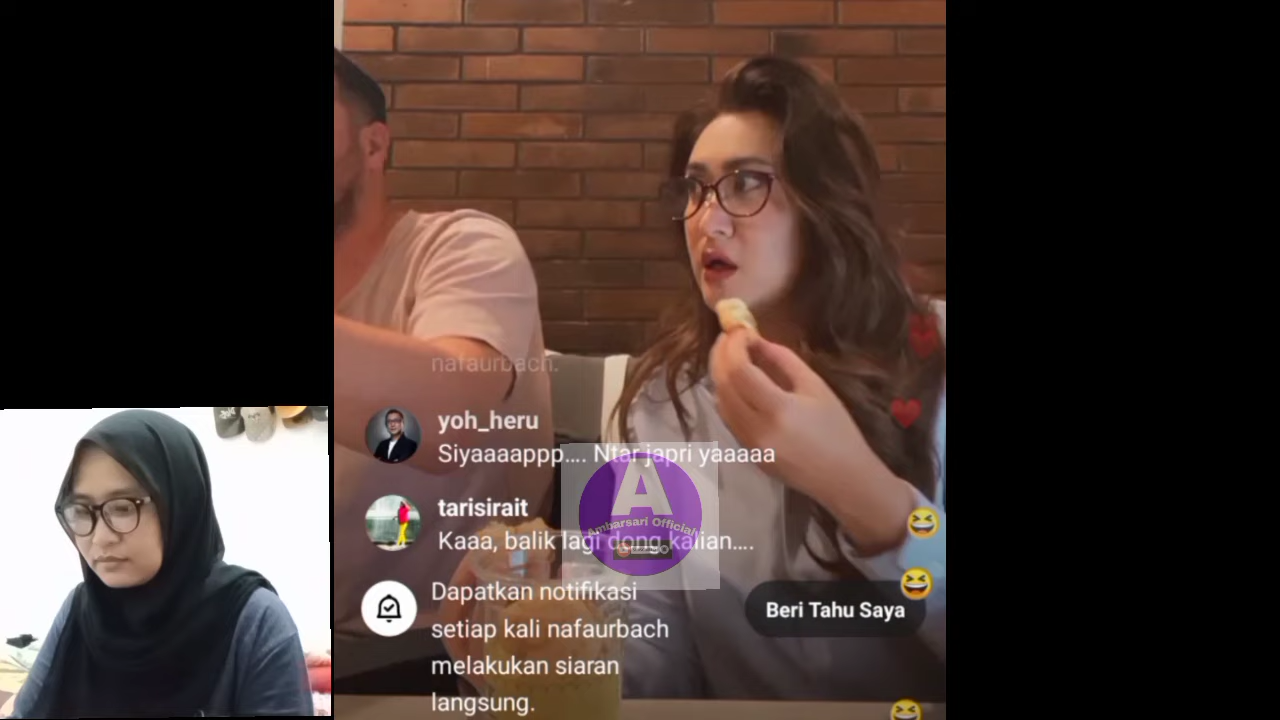 nafaurbach.
yoh_heru
Siyaaaappp.... Ntar japri yaaaaa
tarisirait
Kaaa, balik lagi dong kalian....
A
Ambarsari Official
Dapatkan notifikasi
setiap kali nafaurbach
melakukan siaran
langsung.
Beri Tahu Saya